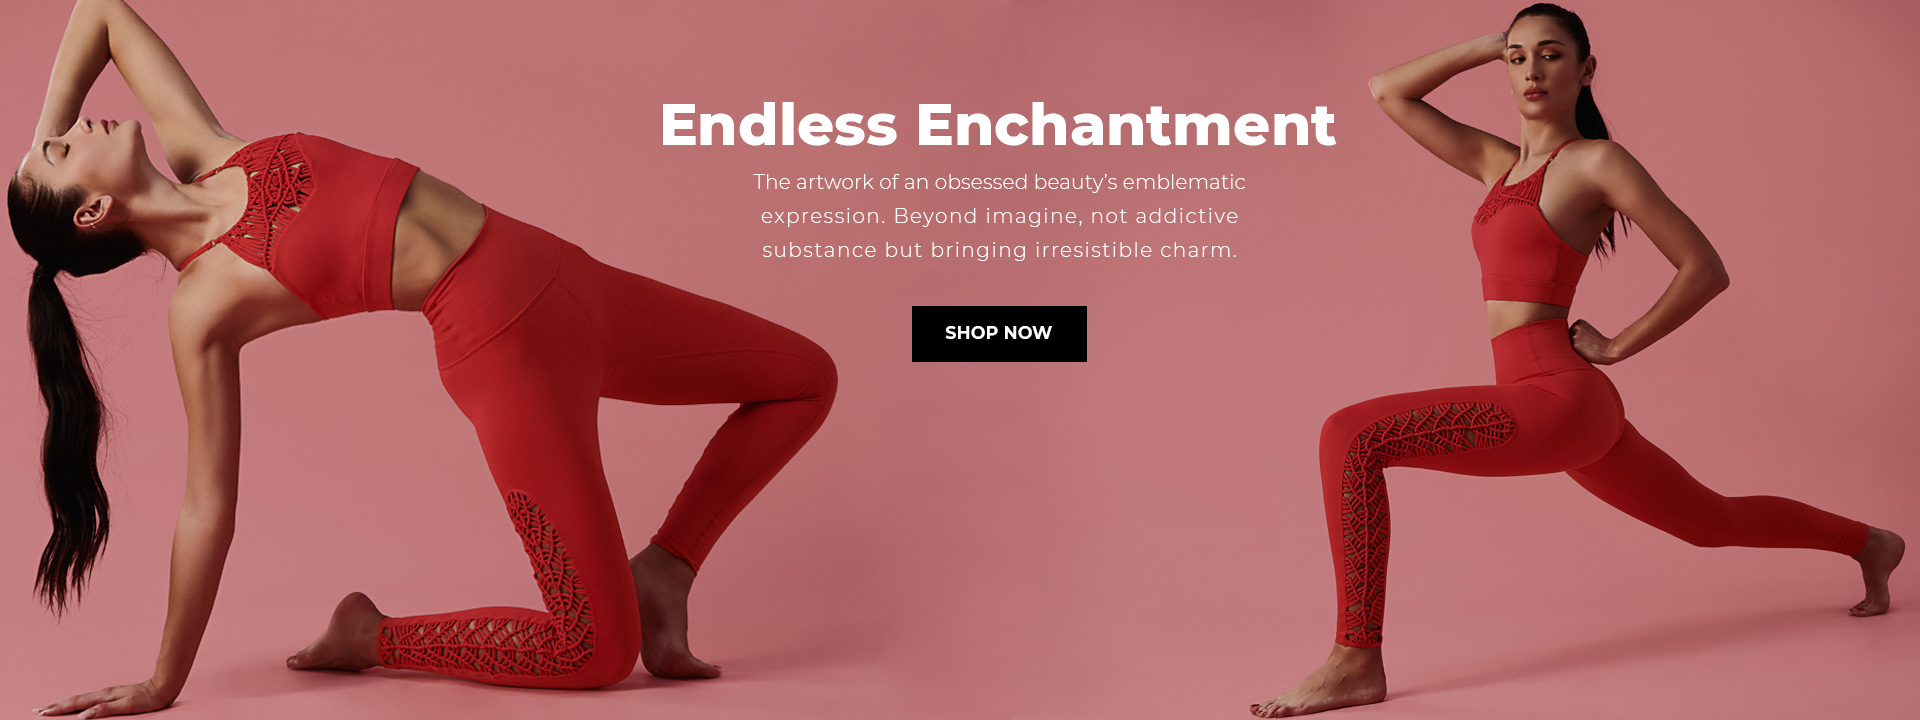 Endless Enchantment
The artwork of an obsessed beauty’s emblematic
expression. Beyond imagine, not addictive
substance but bringing irresistible charm.
SHOP NOW